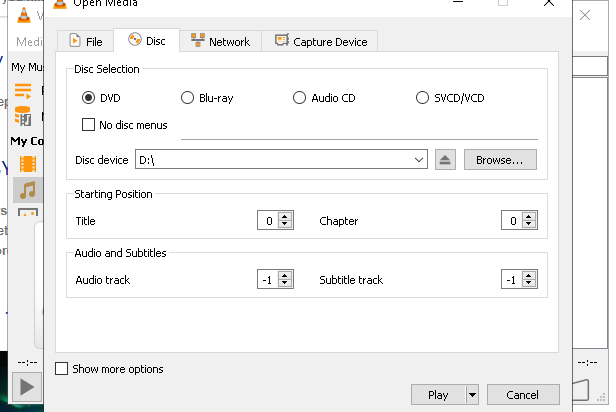 Open Media
Medi
File
Disc
Network
Capture Device
My Mus
Disc Selection
DVD
Blu-ray
Audio CD
SVCD/VCD
No disc menus
My Co
Disc device
D:\
Browse...
Starting Position
Title
0
Chapter
0
Audio and Subtitles
Audio track
-1
Subtitle track
-1
--:--
--:--
Show more options
Play
Cancel